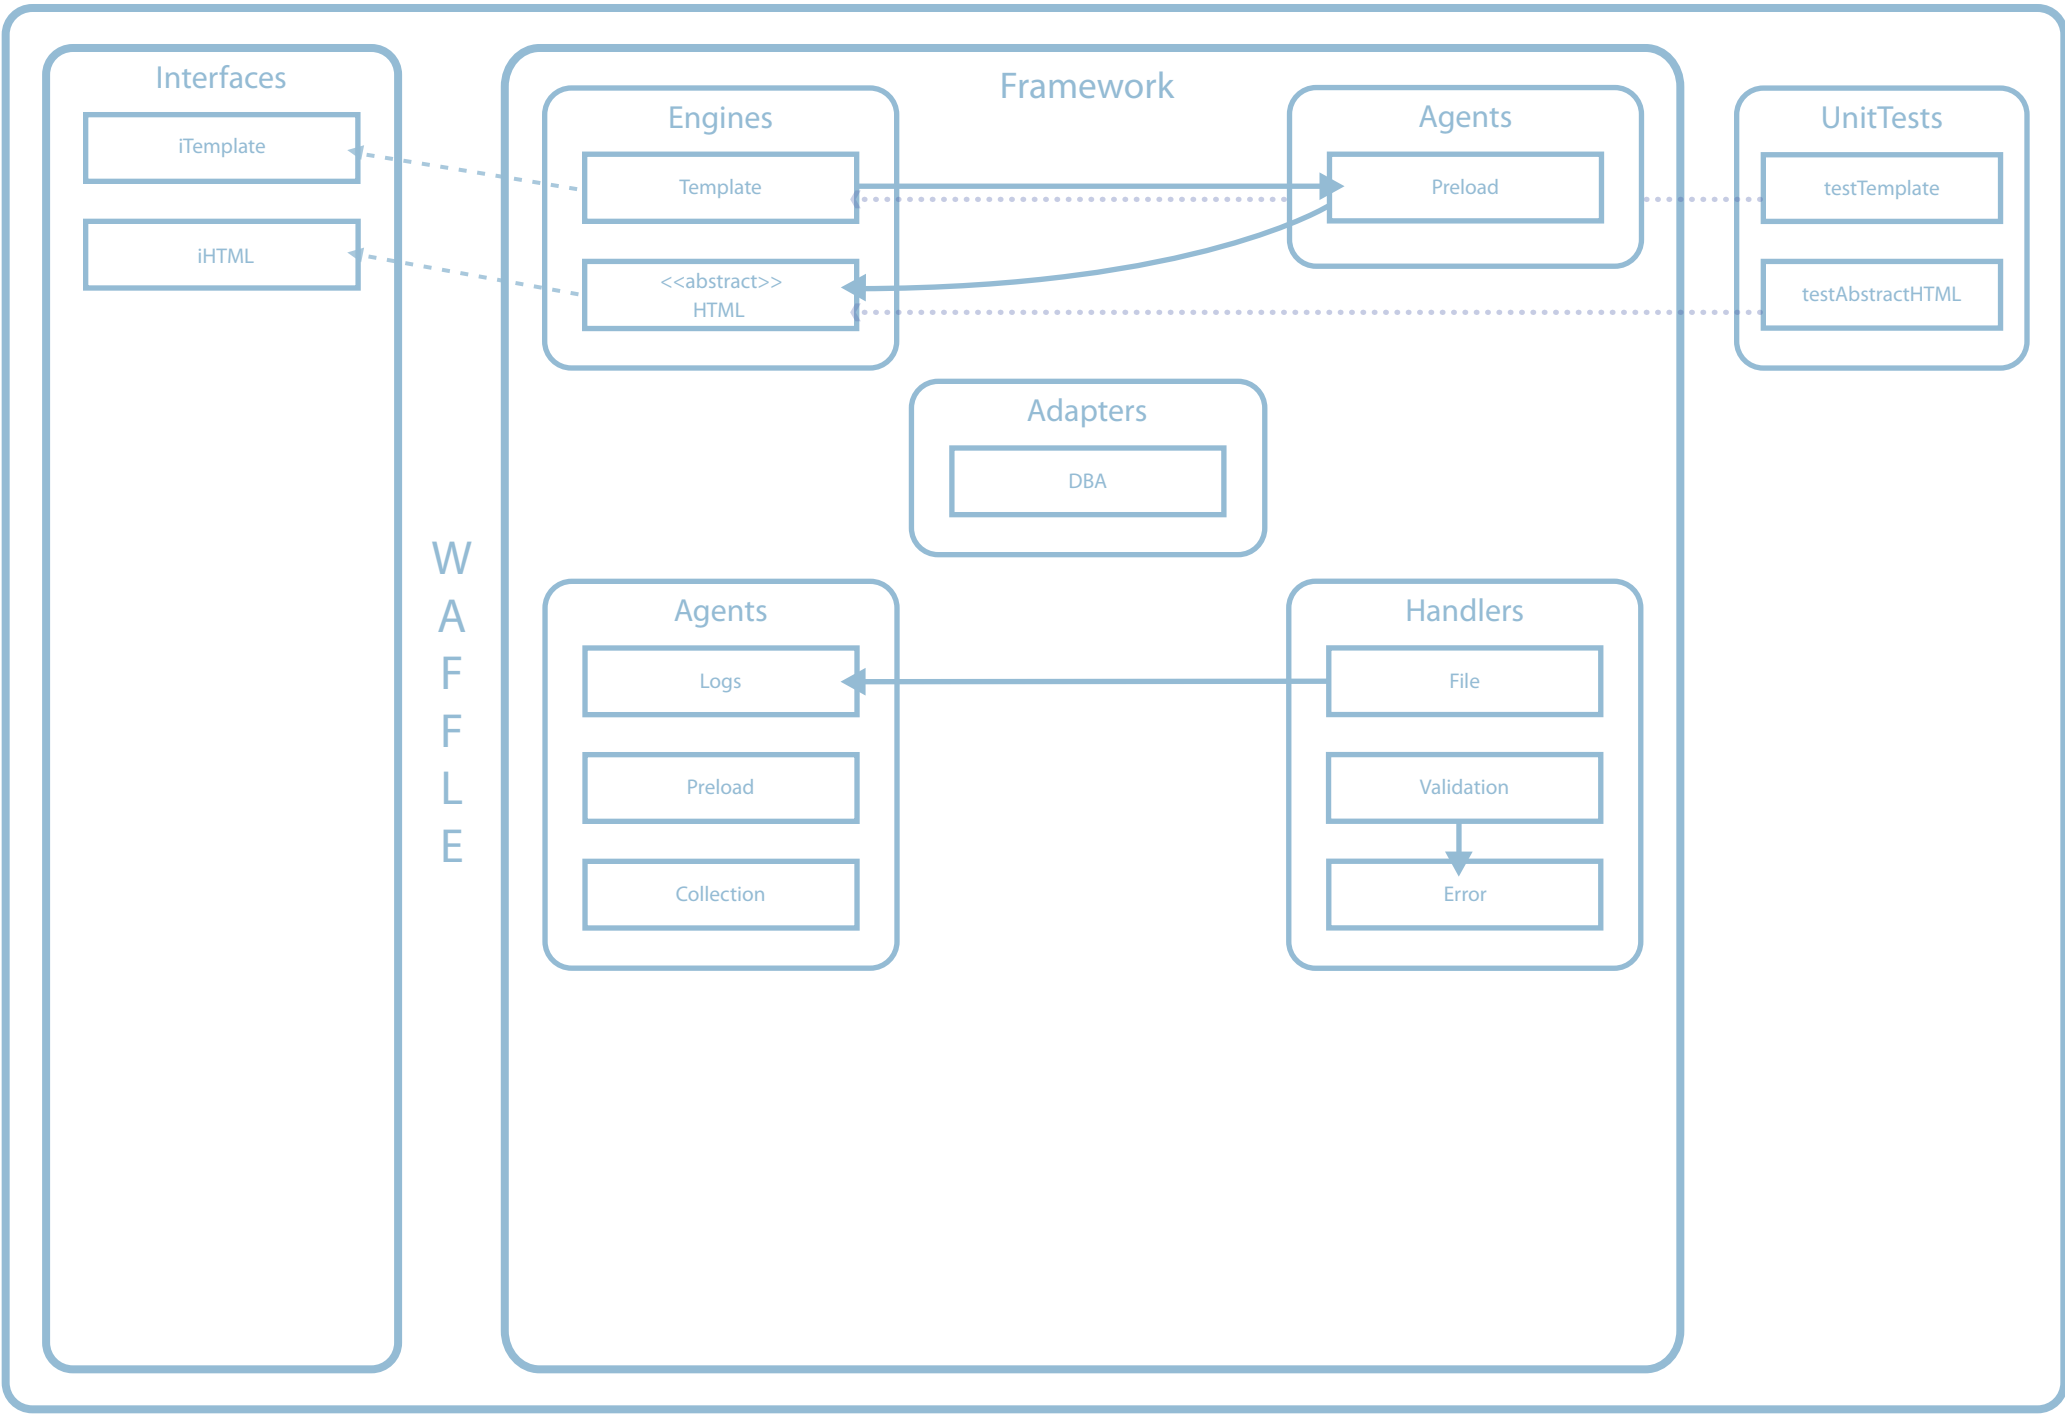 Interfaces
iTemplate
iHTML
W
A
F
F
L
E
Framework
Engines
Template
<<abstract>>
HTML
Agents
Preload
Adapters
DBA
Agents
Logs
Preload
Collection
Handlers
File
Validation
Error
UnitTests
testTemplate
testAbstractHTML